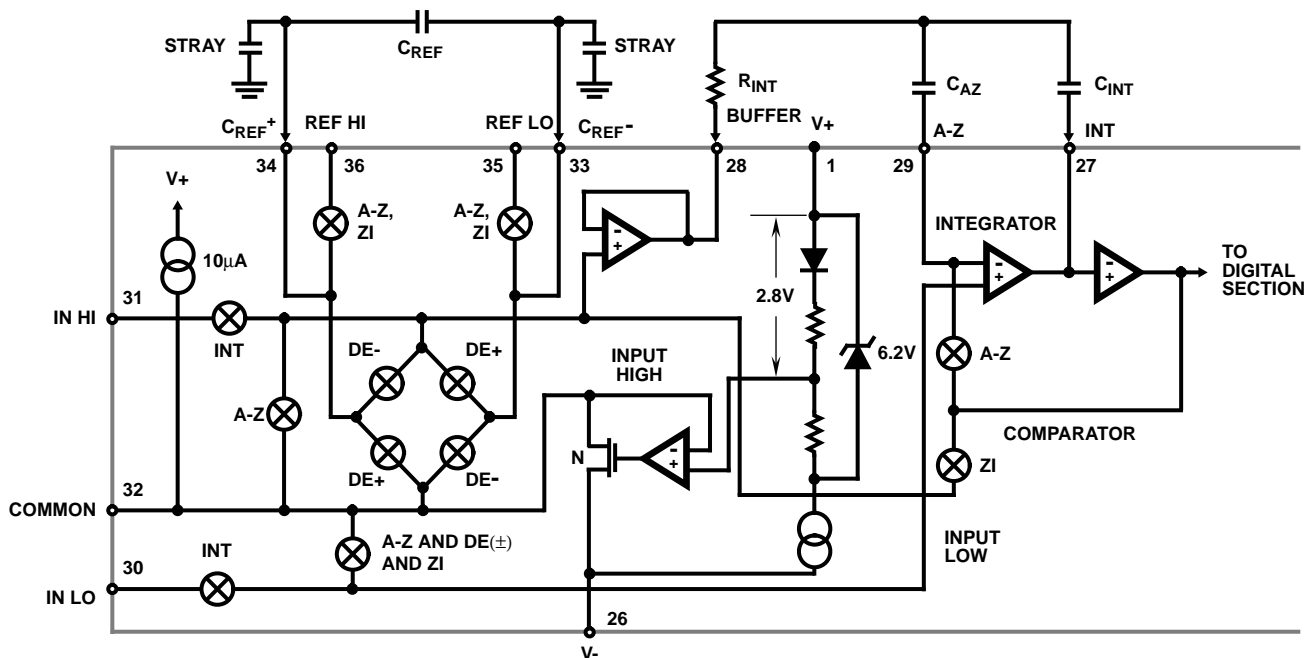 STRAY
CREF
STRAY
RINT
CAZ
CINT
BUFFER
CREF+
REF HI
REF LO
CREF-
V+
A-Z
INT
34
36
35
33
28
1
29
27
V+
A-Z,
ZI
A-Z,
ZI
INTEGRATOR
10µA
TO
DIGITAL
SECTION
2.8V
31
IN HI
INT
DE-
DE+
INPUT
HIGH
6.2V
A-Z
A-Z
-
+
-
+
-
-
+
COMPARATOR
N
DE+
DE-
ZI
32
COMMON
INT
A-Z AND DE(±)
AND ZI
INPUT
LOW
30
IN LO
26
V-